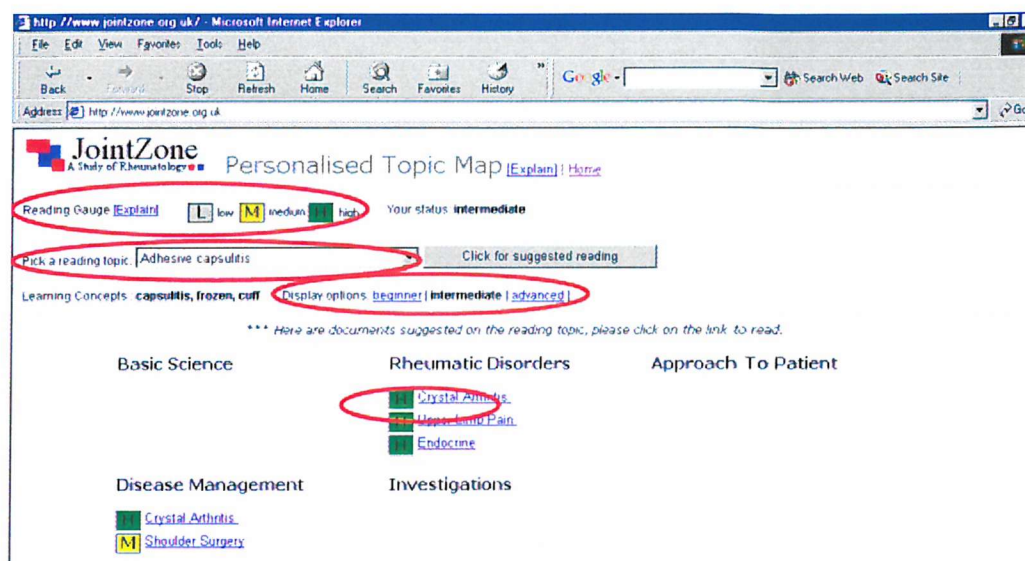 http://www.jointzone.org.uk/ - Microsoft Internet Explorer
File Edit View Favorites Tools Help
Back Forward Stop Refresh Home Search Favorites History » Google - Search Web Search Site
Address http://www.jointzone.org.uk Go
JointZone
A Study of Rheumatology
Personalised Topic Map [Explain] | Home
Reading Gauge [Explain] L low M medium H high Your status intermediate
Pick a reading topic. Adhesive capsulitis Click for suggested reading
Learning Concepts capsulitis, frozen, cuff Display options beginner | intermediate | advanced |
*** Here are documents suggested on the reading topic, please click on the link to read.
Basic Science Rheumatic Disorders Approach To Patient
H Crystal Arthritis
H Upper Limb Pain
H Endocrine
Disease Management Investigations
H Crystal Arthritis
M Shoulder Surgery